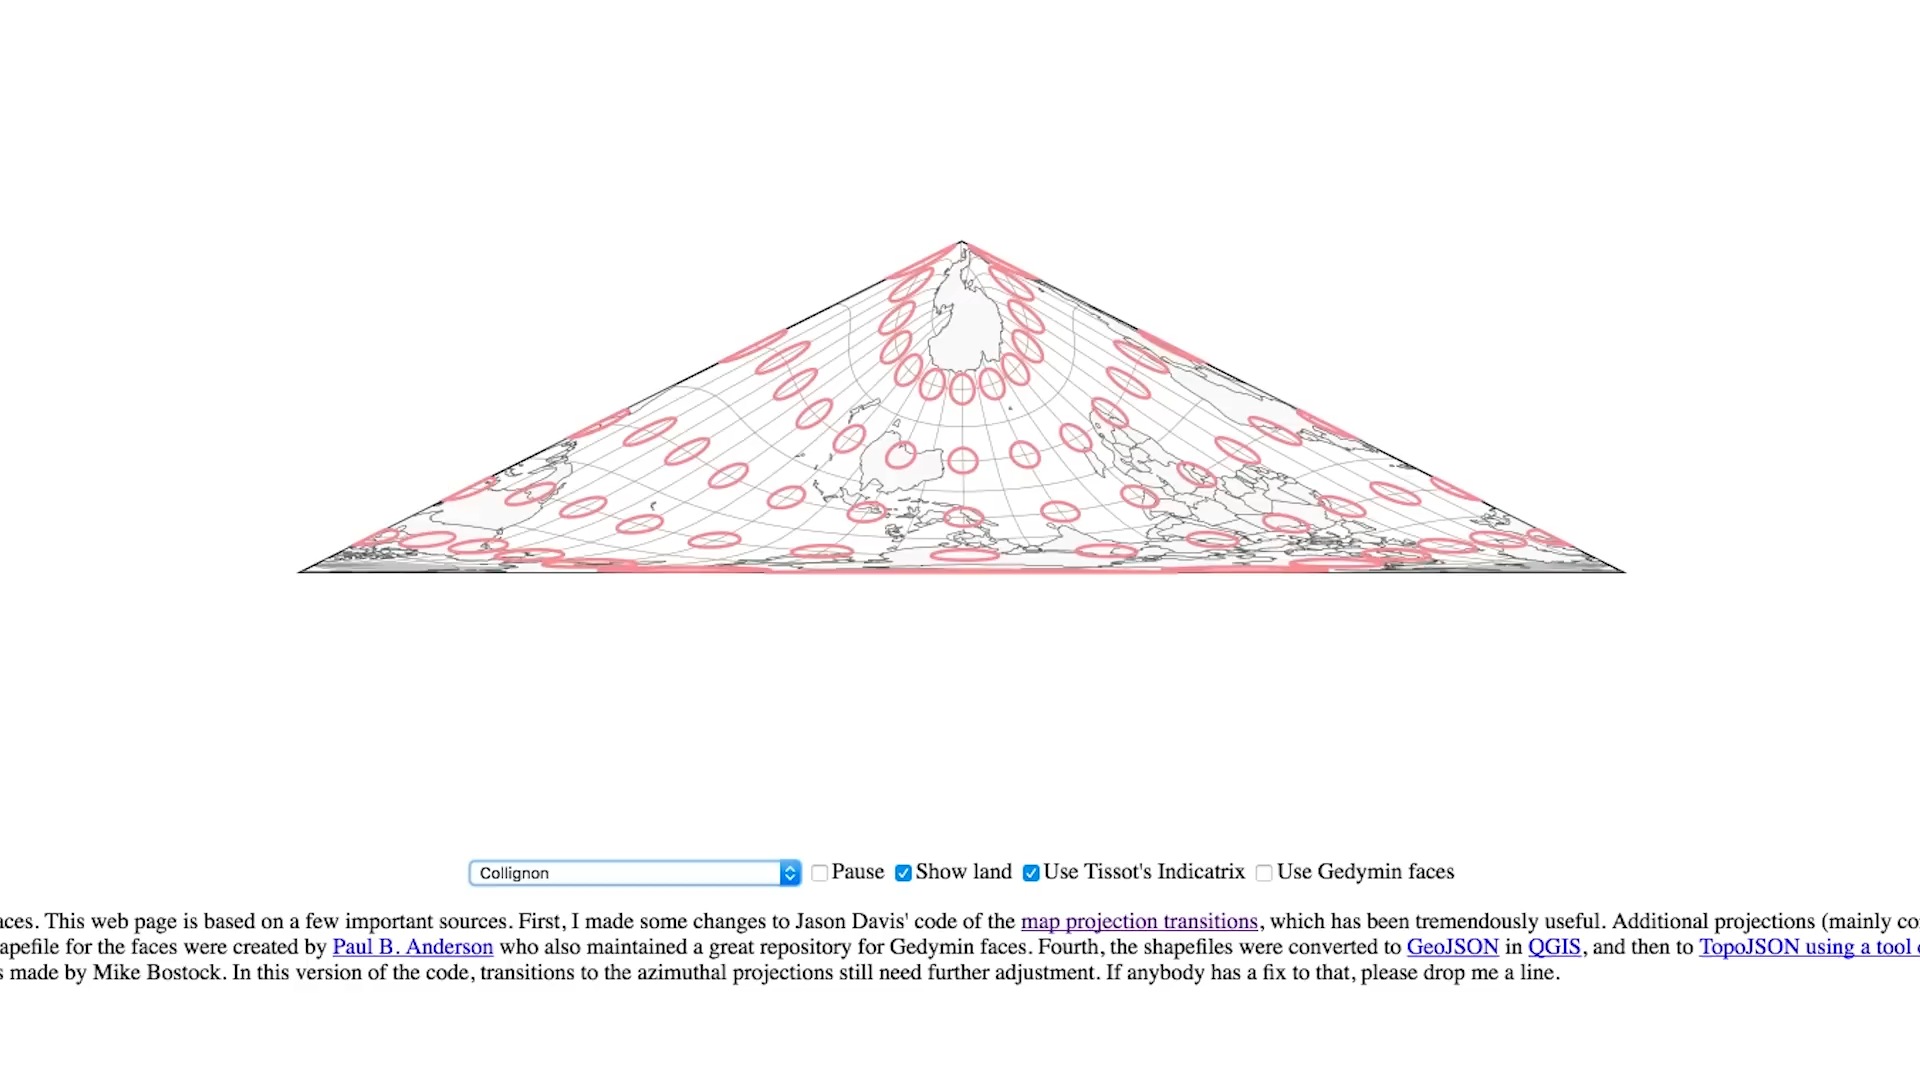 Collignon Pause Show land Use Tissot's Indicatrix Use Gedymin faces
aces. This web page is based on a few important sources. First, I made some changes to Jason Davis' code of the map projection transitions, which has been tremendously useful. Additional projections (mainly co
apefile for the faces were created by Paul B. Anderson who also maintained a great repository for Gedymin faces. Fourth, the shapefiles were converted to GeoJSON in QGIS, and then to TopoJSON using a tool
s made by Mike Bostock. In this version of the code, transitions to the azimuthal projections still need further adjustment. If anybody has a fix to that, please drop me a line.